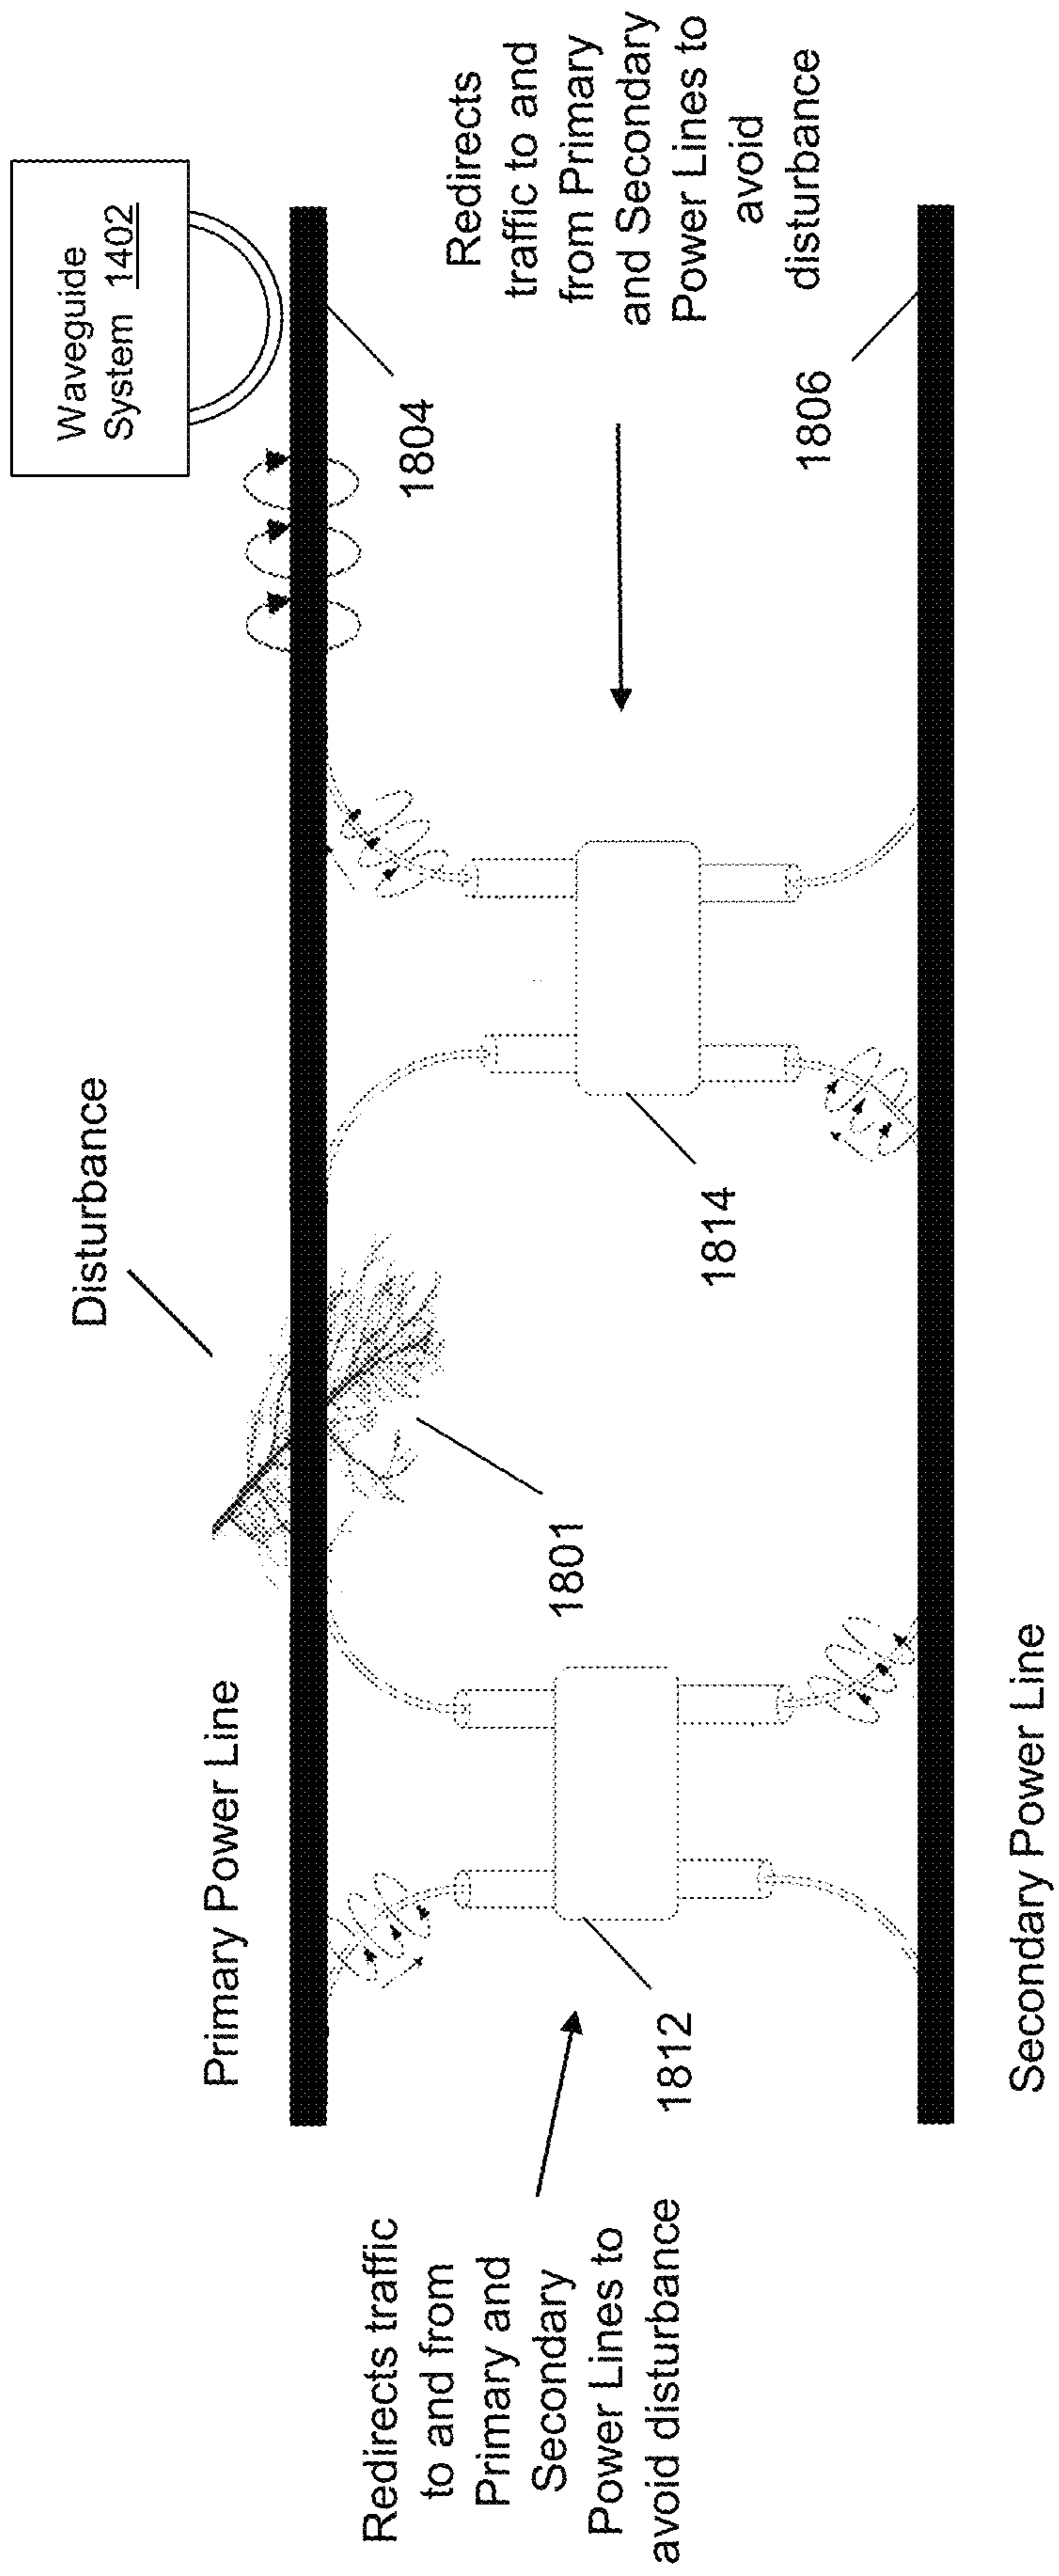 Waveguide
System 1402
Disturbance
Primary Power Line
1804
Redirects
traffic to and
from Primary
and Secondary
Power Lines to
avoid
disturbance
1801
1814
1806
Redirects traffic
to and from
Primary and
Secondary
Power Lines to
avoid disturbance
1812
Secondary Power Line